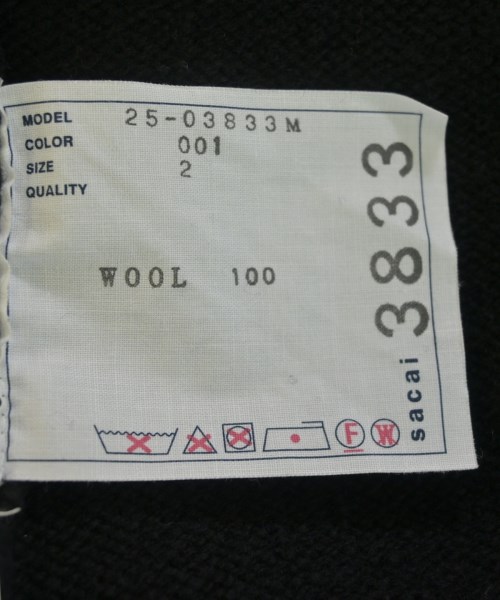 MODEL 25-03833M
COLOR 001
SIZE 2
QUALITY
WOOL 100
F
W
sacai 3833